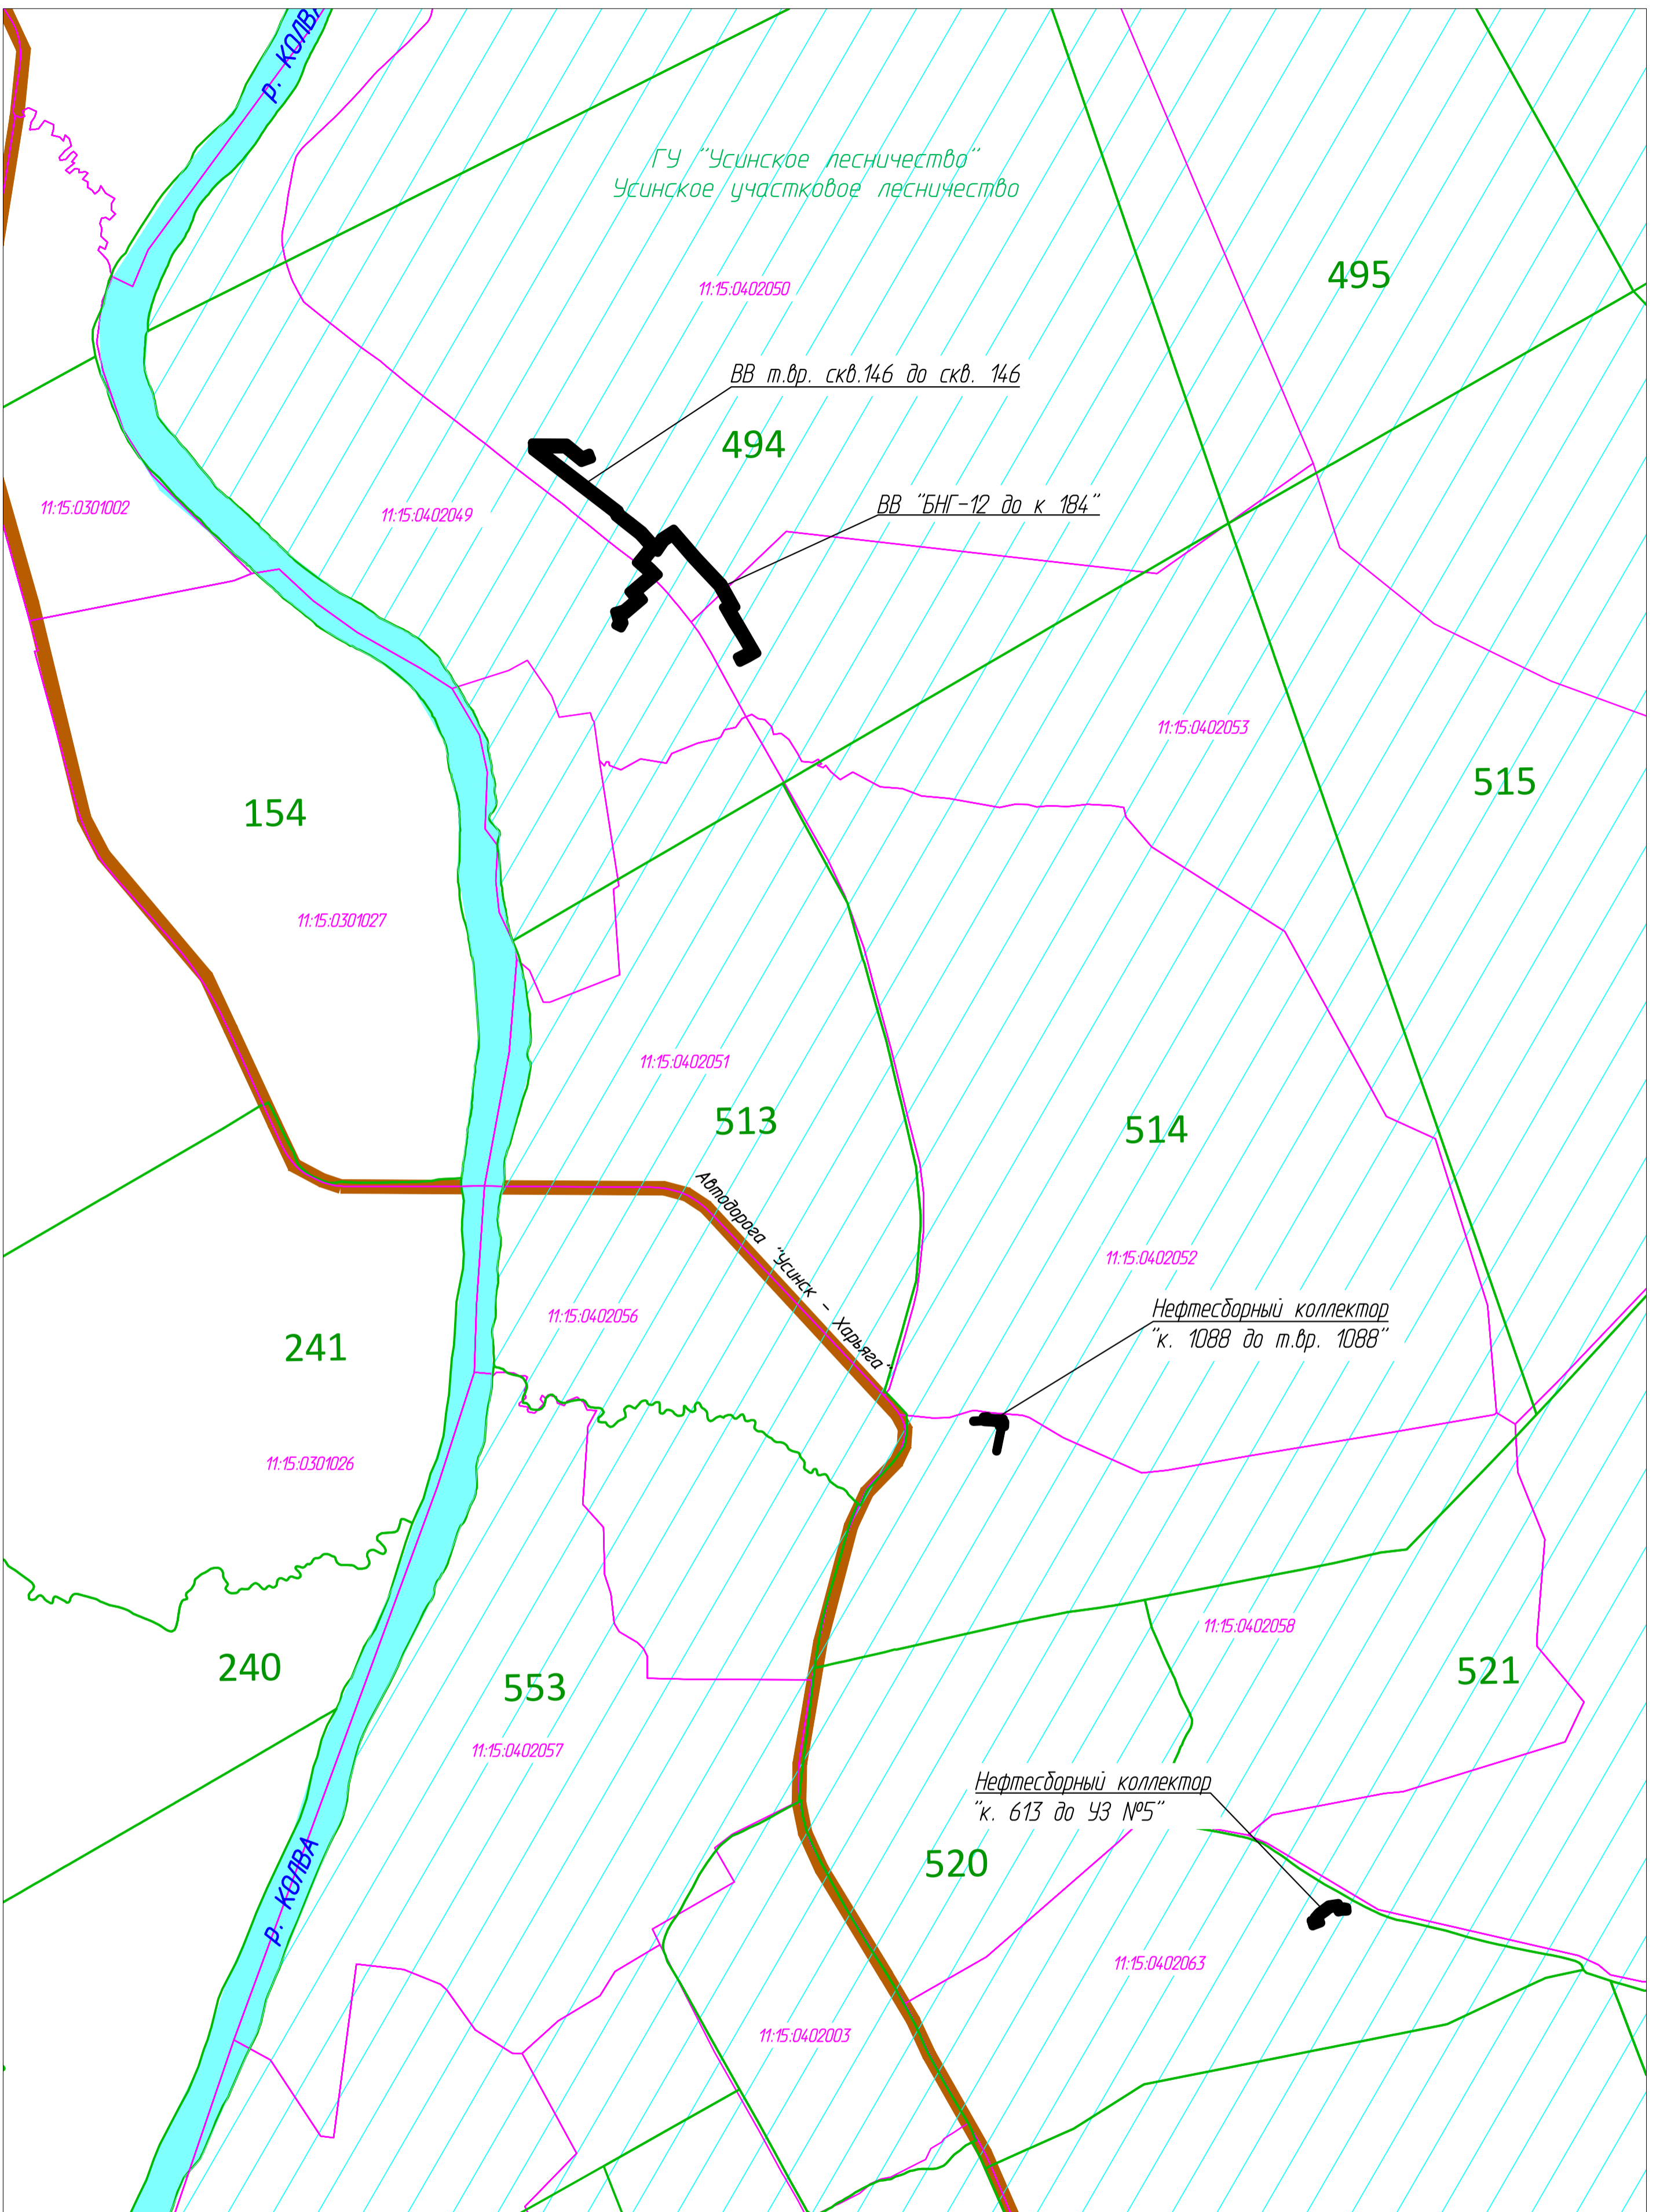 р. КОЛВА
ГУ "Усинское лесничество"
Усинское участковое лесничество
495
11:15:0402050
ВВ т.вр. скв.146 до скв. 146
494
ВВ "БНГ-12 до к 184"
11:15:0301002
11:15:0402049
11:15:0402053
515
154
11:15:0301027
11:15:0402051
513
514
Автодорога "Усинск - Харьяга"
11:15:0402052
Нефтесборный коллектор
"к. 1088 до т.вр. 1088"
11:15:0402056
241
11:15:0301026
11:15:0402058
240
553
521
11:15:0402057
Нефтесборный коллектор
"к. 613 до УЗ №5"
520
р. КОЛВА
11:15:0402063
11:15:0402003